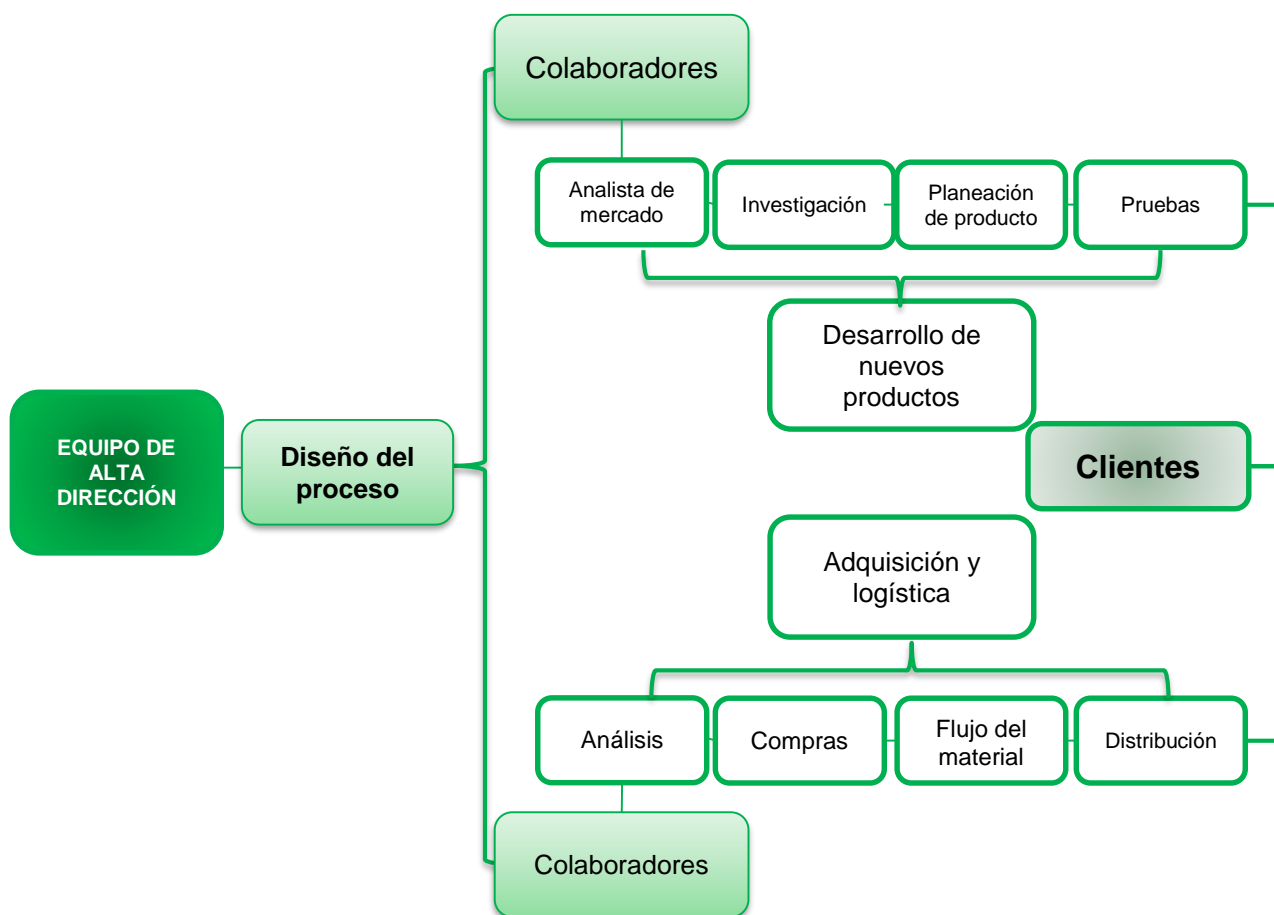 Colaboradores
Analista de
mercado
Investigación
Planeación
de producto
Pruebas
Desarrollo de
nuevos
productos
EQUIPO DE
ALTA
DIRECCIÓN
Diseño del
proceso
Clientes
Adquisición y
logística
Análisis
Compras
Flujo del
material
Distribución
Colaboradores